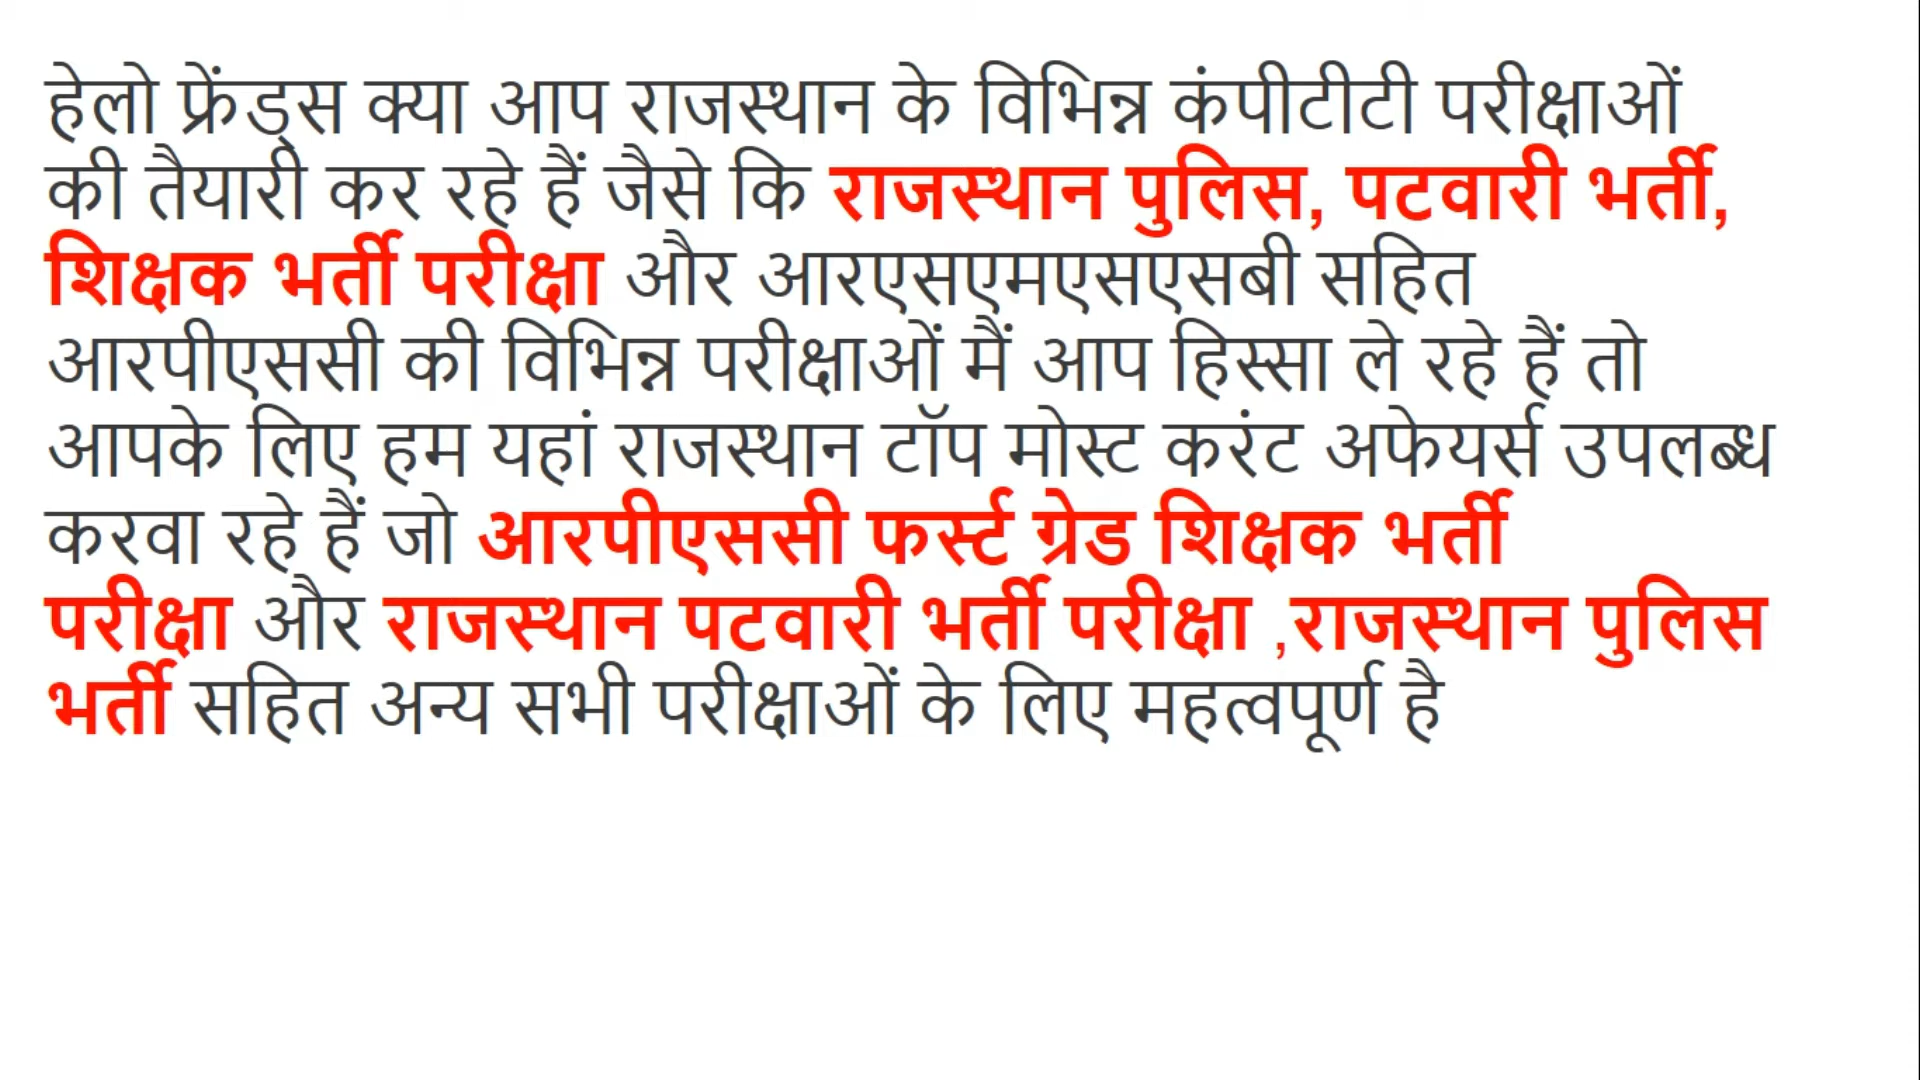 हेलो फ्रेंड्स क्या आप राजस्थान के विभिन्न कंपीटीटी परीक्षाओं
की तैयारी कर रहे हैं जैसे कि राजस्थान पुलिस, पटवारी भर्ती,
शिक्षक भर्ती परीक्षा और आरएसएमएसएसबी सहित
आरपीएससी की विभिन्न परीक्षाओं मैं आप हिस्सा ले रहे हैं तो
आपके लिए हम यहां राजस्थान टॉप मोस्ट करंट अफेयर्स उपलब्ध
करवा रहे हैं जो आरपीएससी फर्स्ट ग्रेड शिक्षक भर्ती
परीक्षा और राजस्थान पटवारी भर्ती परीक्षा ,राजस्थान पुलिस
भर्ती सहित अन्य सभी परीक्षाओं के लिए महत्वपूर्ण है